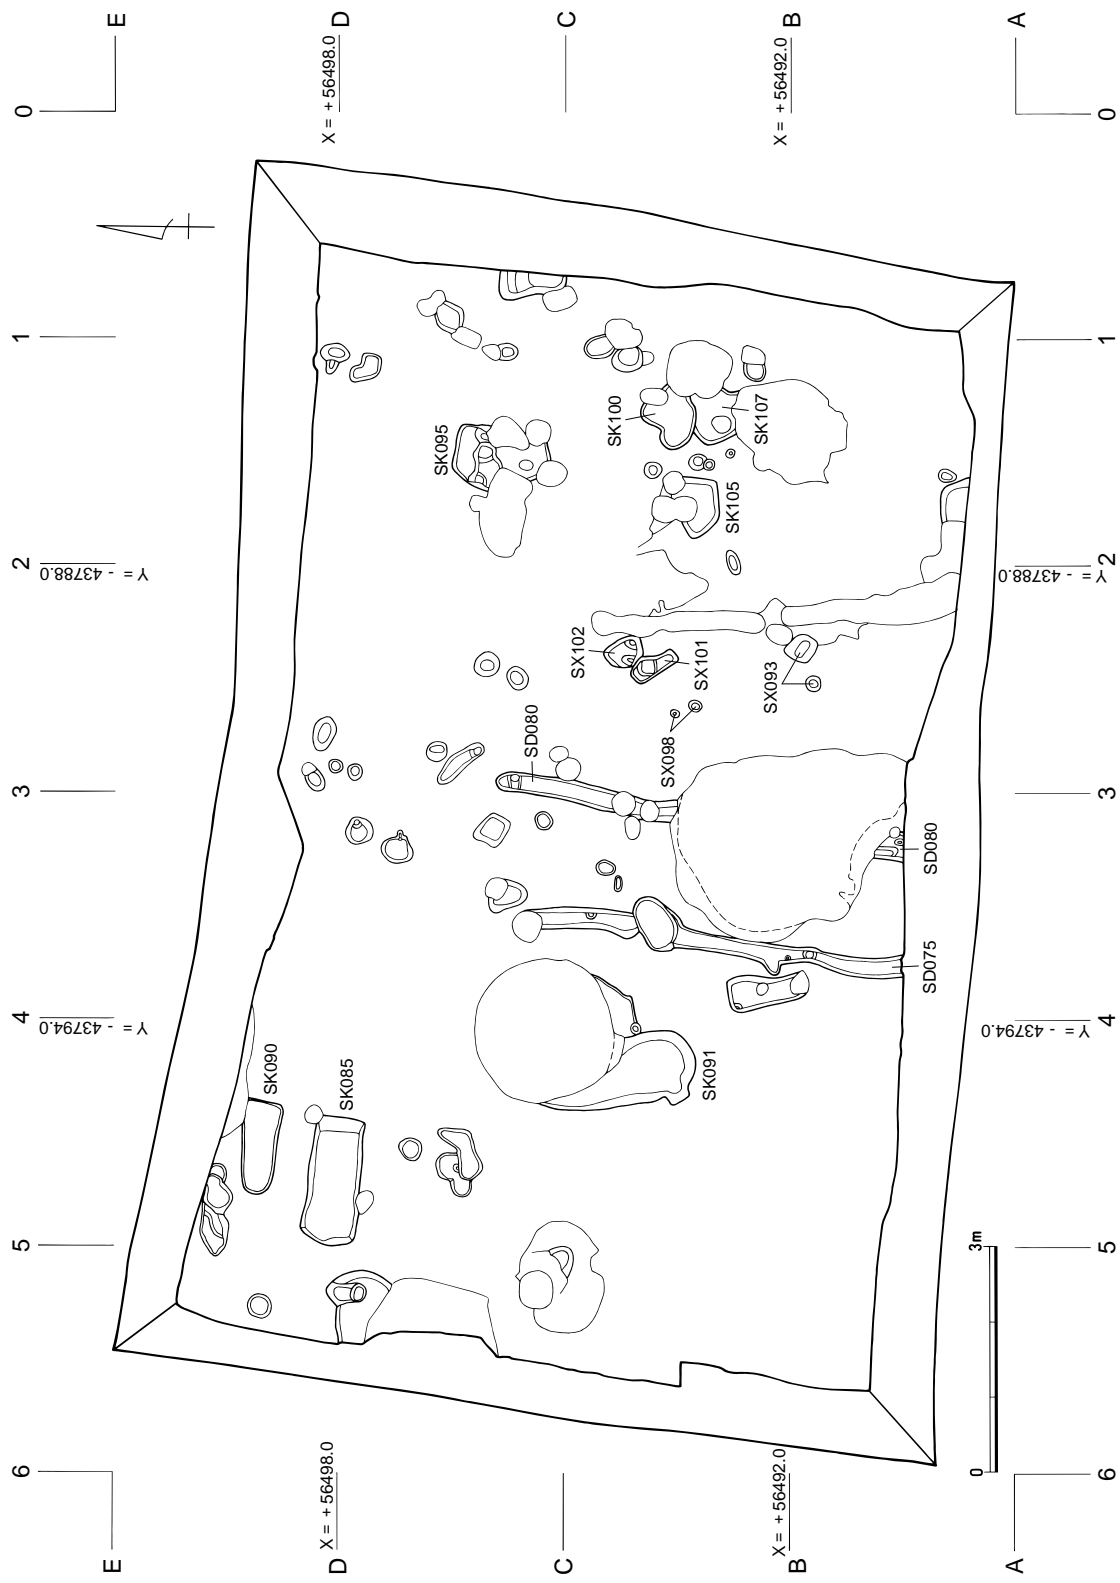 E
D
C
B
A
X = +56498.0
X = +56492.0
0
0
1
1
2
Y = - 43788.0
2
Y = - 43788.0
3
3
4
Y = - 43794.0
4
Y = - 43794.0
5
5
6
6
SK095
SK100
SK107
SK105
SX102
SX101
SX093
SX098
SD080
SD080
SD075
SK090
SK085
SK091
0
3m
X = +56498.0
X = +56492.0
E
D
C
B
A